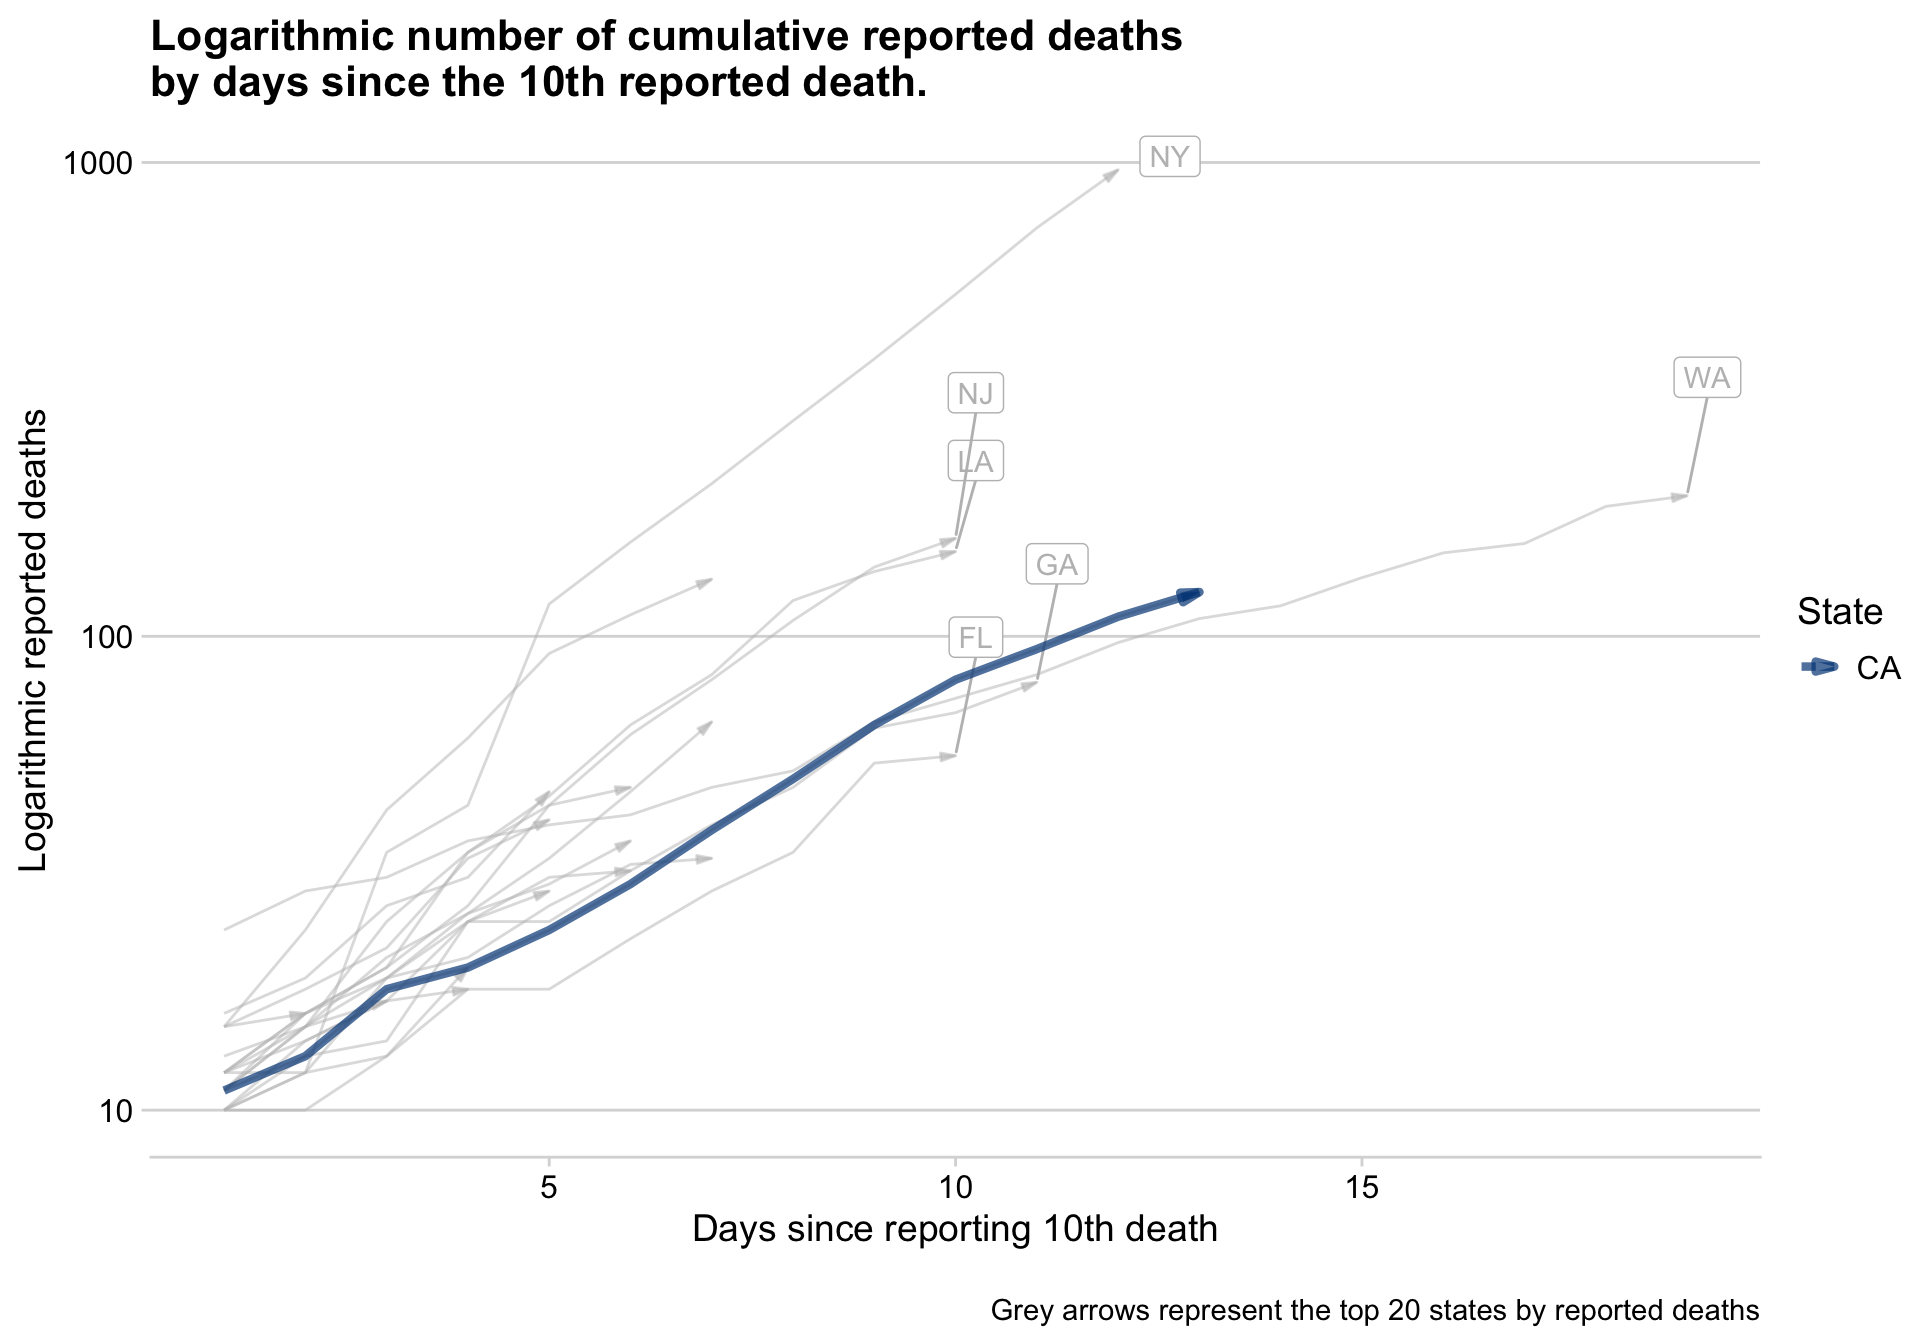 Logarithmic number of cumulative reported deaths
by days since the 10th reported death.
1000
100
10
Logarithmic reported deaths
NY
NJ
LA
WA
GA
FL
State
CA
5
10
15
Days since reporting 10th death
Grey arrows represent the top 20 states by reported deaths